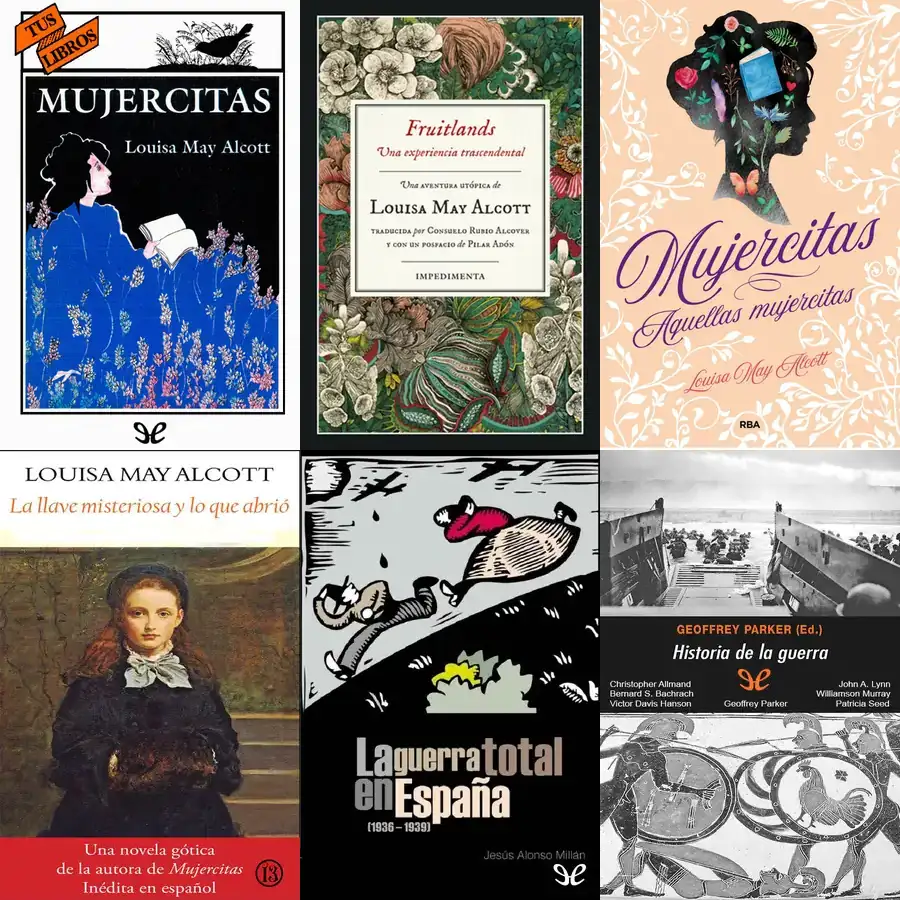 TUS
LIBROS
MUJERCITAS
Louisa May Alcott
Fruitlands
Una experiencia trascendental
Una aventura utópica de
Louisa May Alcott
traducida por Consuelo Rubio Alcover
y con un posfacio de Pilar Adón
IMPEDIMENTA
Mujercitas
Aquellas mujercitas
Louisa May Alcott
RBA
LOUISA MAY ALCOTT
La llave misteriosa y lo que abrió
Una novela gótica
de la autora de Mujercitas
Inédita en español
13
La guerra total
en España
(1936 – 1939)
Jesús Alonso Millán
GEOFFREY PARKER (Ed.)
Historia de la guerra
Christopher Allmand
Bernard S. Bachrach
Victor Davis Hanson
Geoffrey Parker
John A. Lynn
Williamson Murray
Patricia Seed